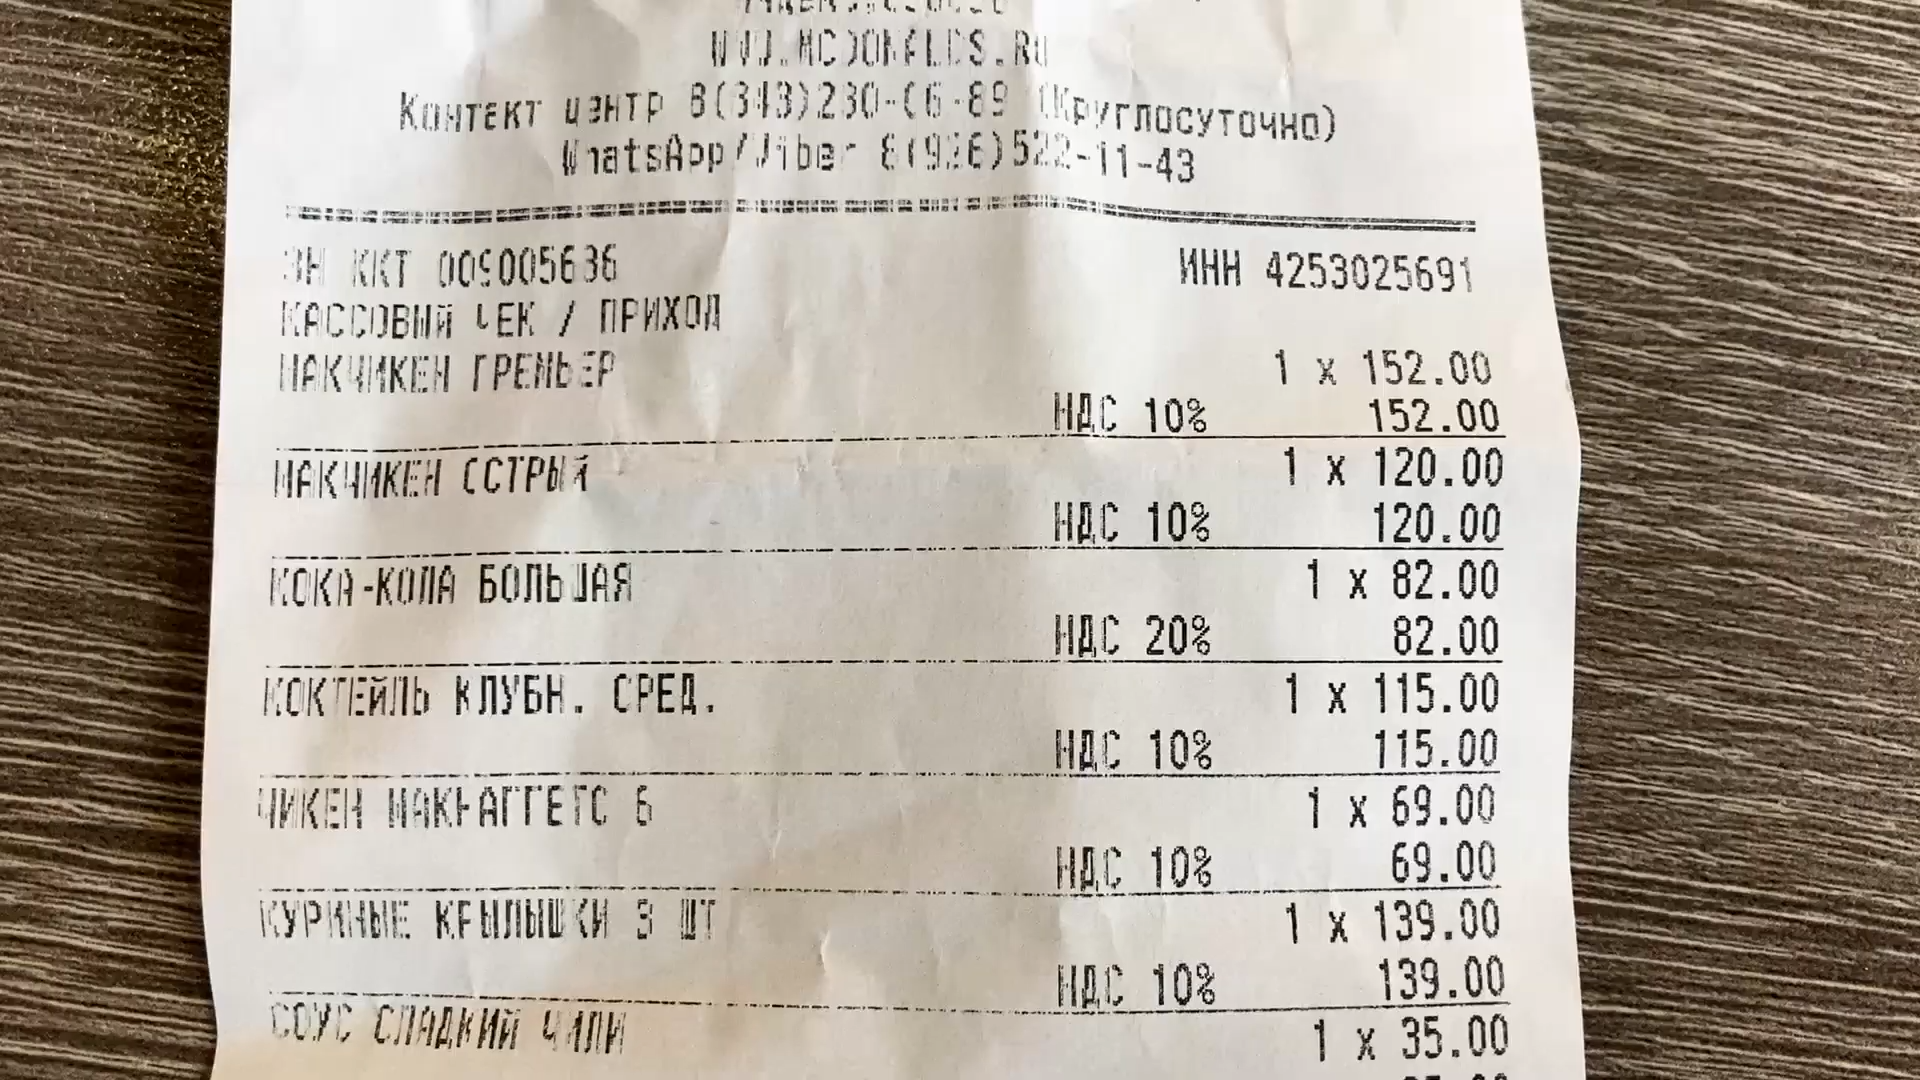 WWW.MCDONALDS.RU
Контакт центр 8(343)230-06-89 (Круглосуточно)
WhatsApp/Viber 8(926)522-11-43
ЗН ККТ 009005636 ИНН 4253025691
КАССОВЫЙ ЧЕК / ПРИХОД
МАКЧИКЕН ПРЕМЬЕР 1 x 152.00
НДС 10% 152.00
МАКЧИКЕН ОСТРЫЙ 1 x 120.00
НДС 10% 120.00
КОКА-КОЛА БОЛЬШАЯ 1 x 82.00
НДС 20% 82.00
КОКТЕЙЛЬ КЛУБН. СРЕД. 1 x 115.00
НДС 10% 115.00
ЧИКЕН МАКНАГГЕТС 6 1 x 69.00
НДС 10% 69.00
КУРИНЫЕ КРЫЛЫШКИ 3 ШТ 1 x 139.00
НДС 10% 139.00
СОУС СЛАДКИЙ ЧИЛИ 1 x 35.00